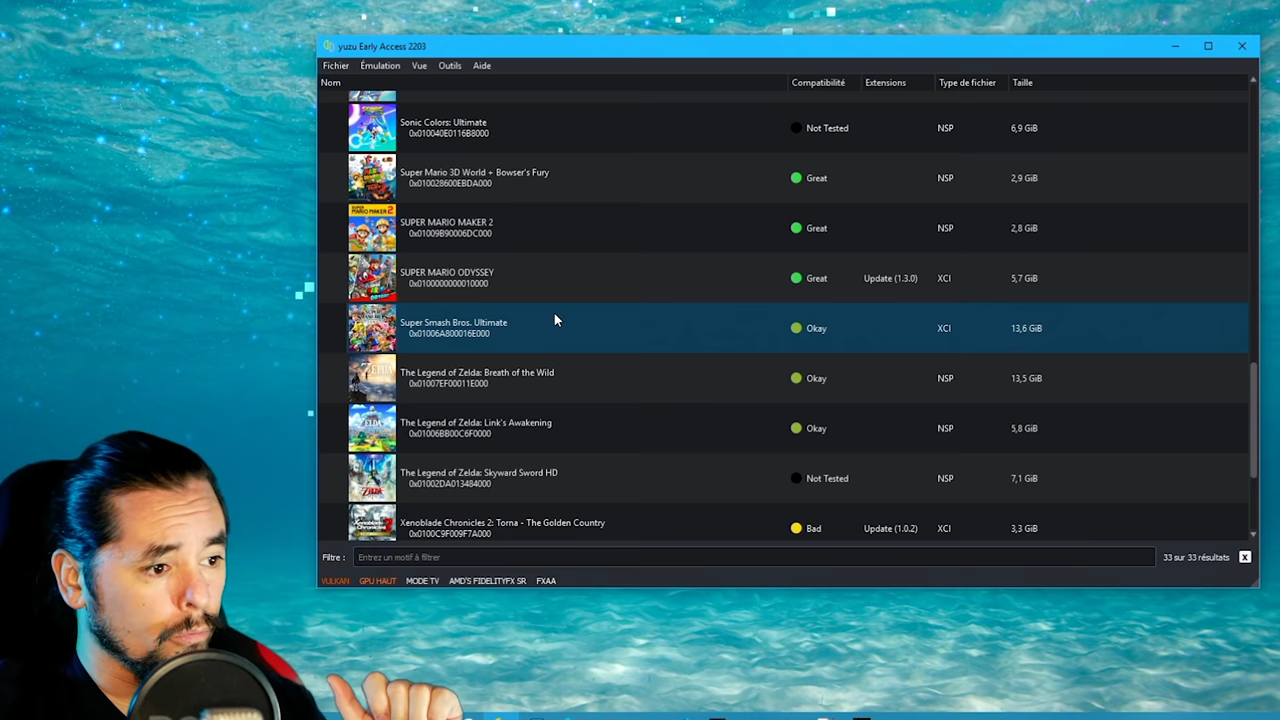 yuzu Early Access 2203
Fichier Émulation Vue Outils Aide
Nom Compatibilité Extensions Type de fichier Taille
Sonic Colors: Ultimate
0x010040E0116B8000
Not Tested NSP 6,9 GiB
Super Mario 3D World + Bowser's Fury
0x010028600EBDA000
Great NSP 2,9 GiB
SUPER MARIO MAKER 2
SUPER MARIO MAKER 2
0x01009B90006DC000
Great NSP 2,8 GiB
SUPER MARIO ODYSSEY
0x0100000000010000
Great Update (1.3.0) XCI 5,7 GiB
Super Smash Bros. Ultimate
0x01006A800016E000
Okay XCI 13,6 GiB
The Legend of Zelda: Breath of the Wild
0x01007EF00011E000
Okay NSP 13,5 GiB
ZELDA
The Legend of Zelda: Link's Awakening
0x01006BB00C6F0000
Okay NSP 5,8 GiB
ZELDA
The Legend of Zelda: Skyward Sword HD
0x01002DA013484000
Not Tested NSP 7,1 GiB
Xenoblade Chronicles 2: Torna - The Golden Country
0x0100C9F009F7A000
Bad Update (1.0.2) XCI 3,3 GiB
Filtre : Entrez un motif à filtrer 33 sur 33 résultats X
VULKAN GPU HAUT MODE TV AMD'S FIDELITYFX SR FXAA